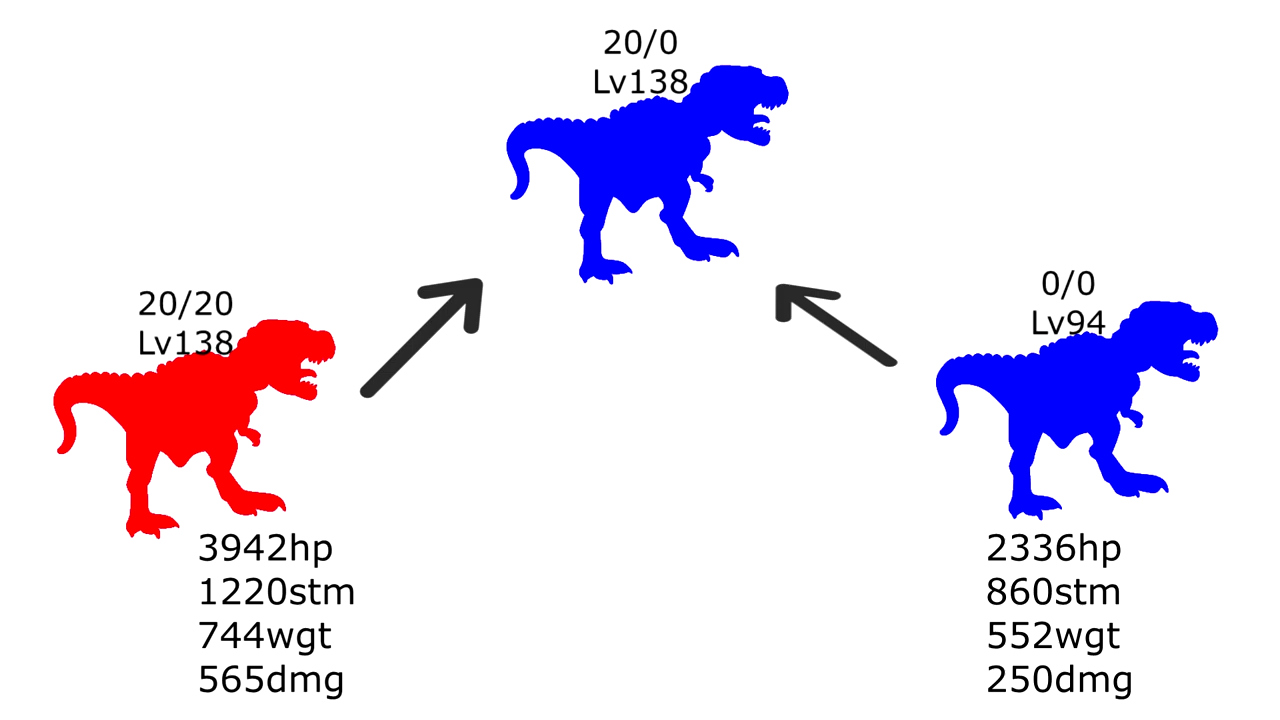 20/0
Lv138
20/20
Lv138
3942hp
1220stm
744wgt
565dmg
0/0
Lv94
2336hp
860stm
552wgt
250dmg